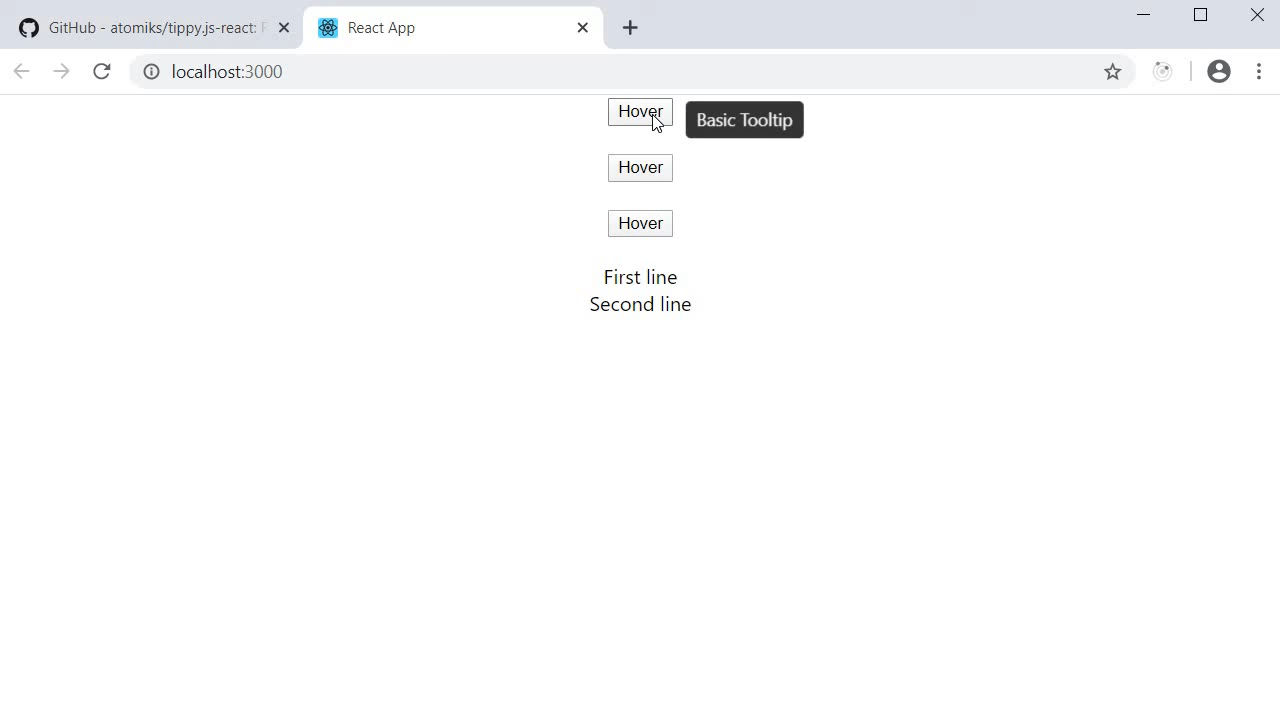 GitHub - atomiks/tippy.js-react:
React App
localhost:3000
Hover
Basic Tooltip
Hover
Hover
First line
Second line